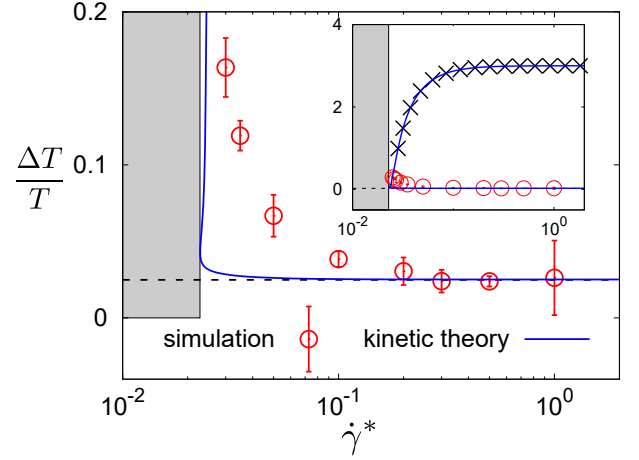 0.2
0.1
0
ΔT
T
4
2
0
10^-2
10^0
simulation
kinetic theory
10^-2
10^-1
10^0
γ̇*